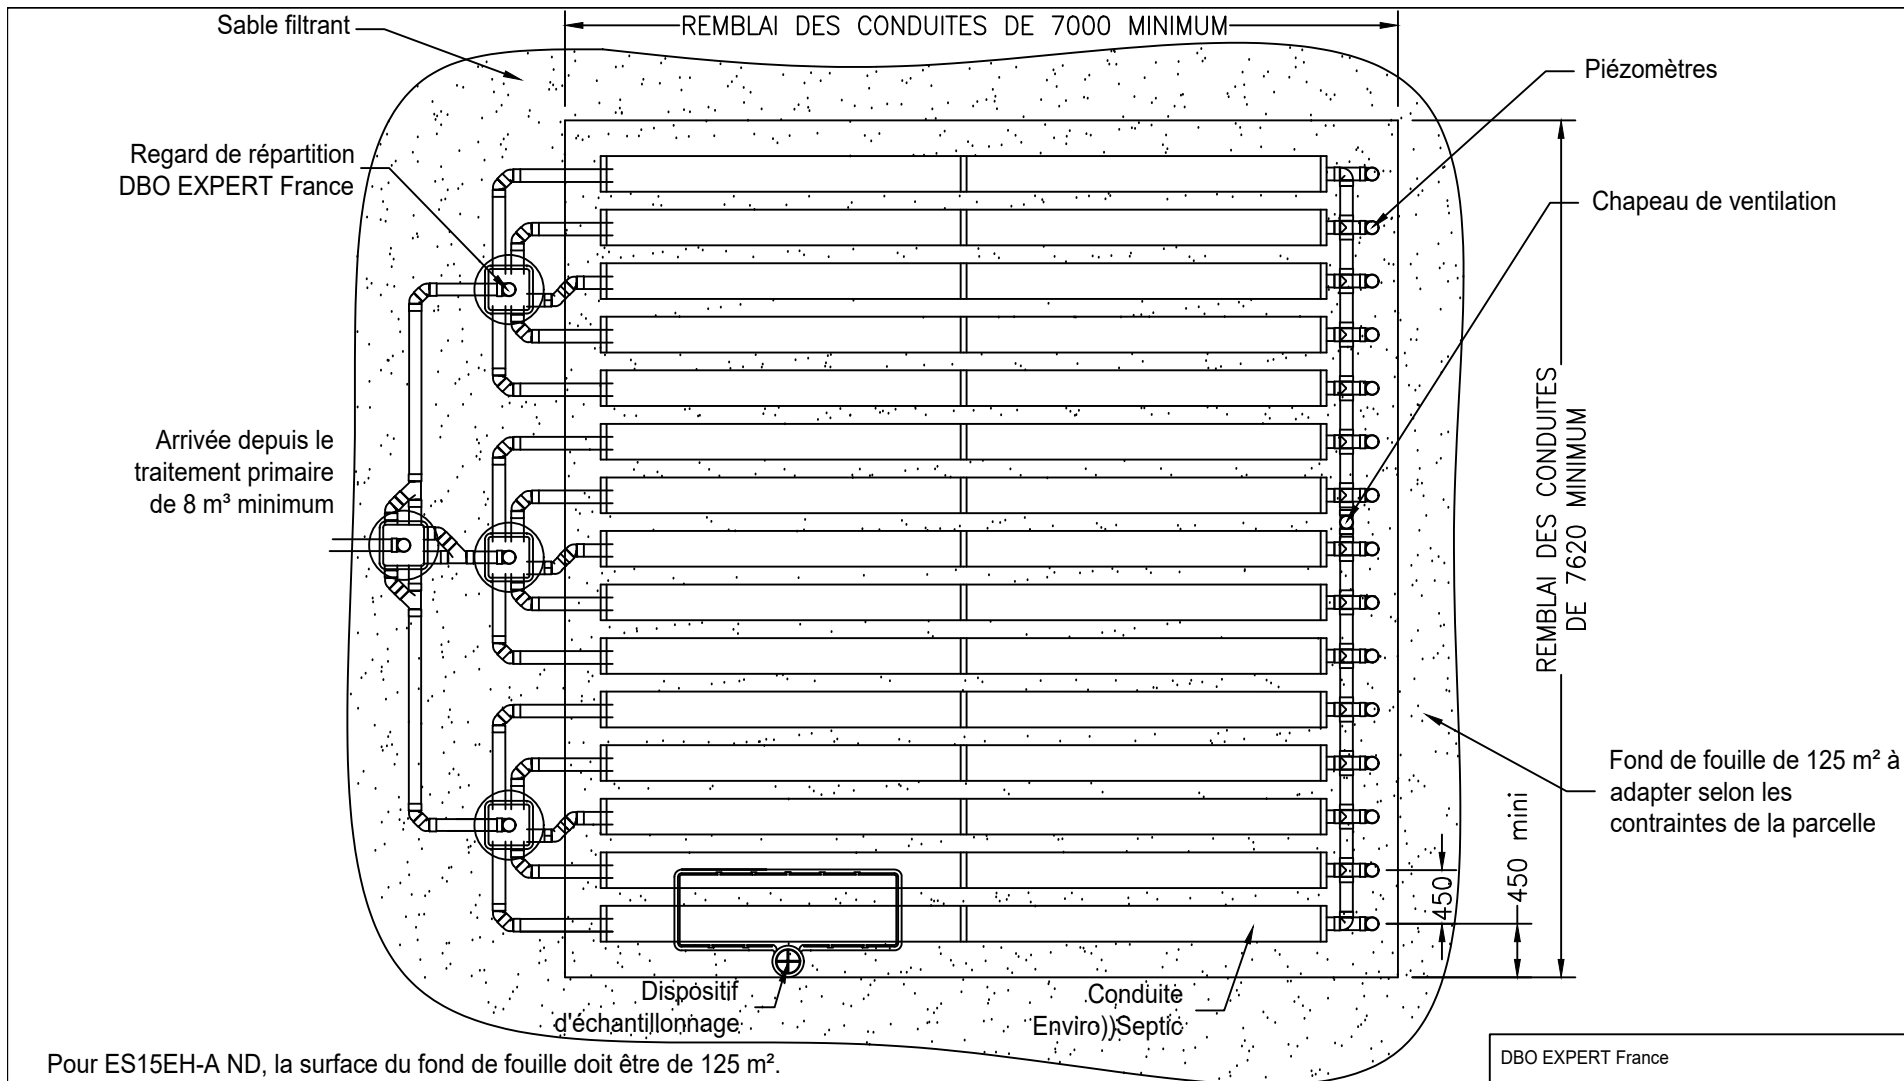 Sable filtrant
REMBLAI DES CONDUITES DE 7000 MINIMUM
Piézomètres
Regard de répartition
DBO EXPERT France
Chapeau de ventilation
Arrivée depuis le
traitement primaire
de 8 m³ minimum
REMBLAI DES CONDUITES
DE 7620 MINIMUM
Fond de fouille de 125 m² à
adapter selon les
contraintes de la parcelle
450
450 mini
Dispositif
d'échantillonnage
Conduite
Enviro))Septic
Pour ES15EH-A ND, la surface du fond de fouille doit être de 125 m².
DBO EXPERT France